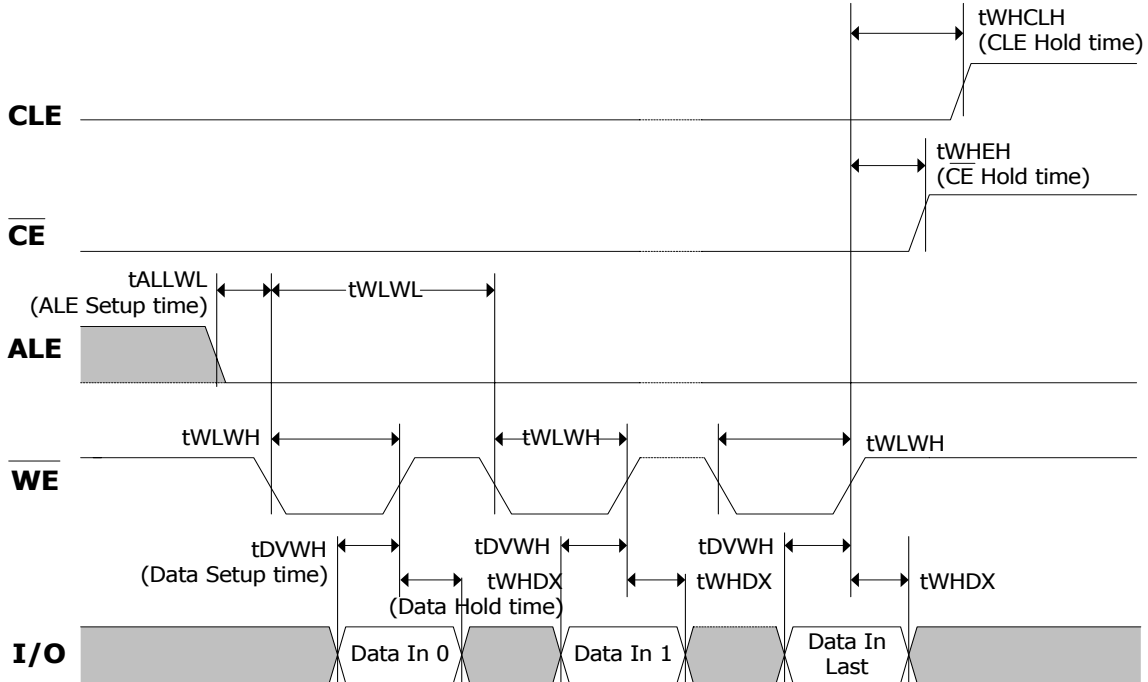 tWHCLH
(CLE Hold time)
CLE
tWHEH
(CE Hold time)
CE
tALLWL
(ALE Setup time)
tWLWL
ALE
tWLWH
tWLWH
tWLWH
WE
tDVWH
(Data Setup time)
tDVWH
tDVWH
tWHDX
(Data Hold time)
tWHDX
tWHDX
I/O
Data In 0
Data In 1
Data In
Last